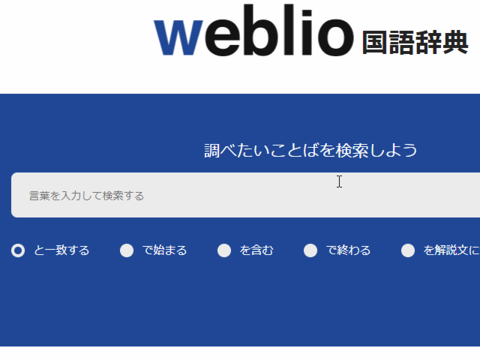 weblio 国語辞典
調べたいことばを検索しよう
言葉を入力して検索する
と一致する で始まる を含む で終わる を解説文に